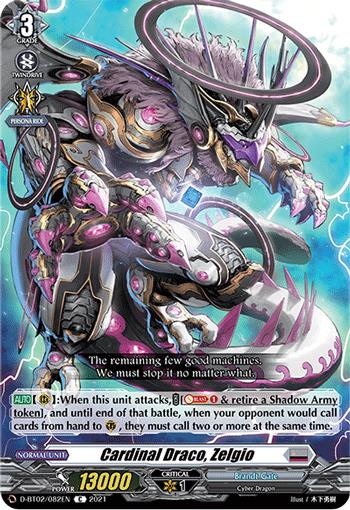 3
GRADE
TWINDRIVE
PERSONA RIDE
The remaining few good machines.
We must stop it no matter what.
AUTO :When this unit attacks, [ BLAST 1 & retire a Shadow Army
token], and until end of that battle, when your opponent would call
cards from hand to , they must call two or more at the same time.
NORMAL UNIT
Cardinal Draco, Zelgio
POWER 13000
CRITICAL
1
Brandt Gate
Cyber Dragon
D-BT02/082EN C 2021
Illust / 木下勇樹